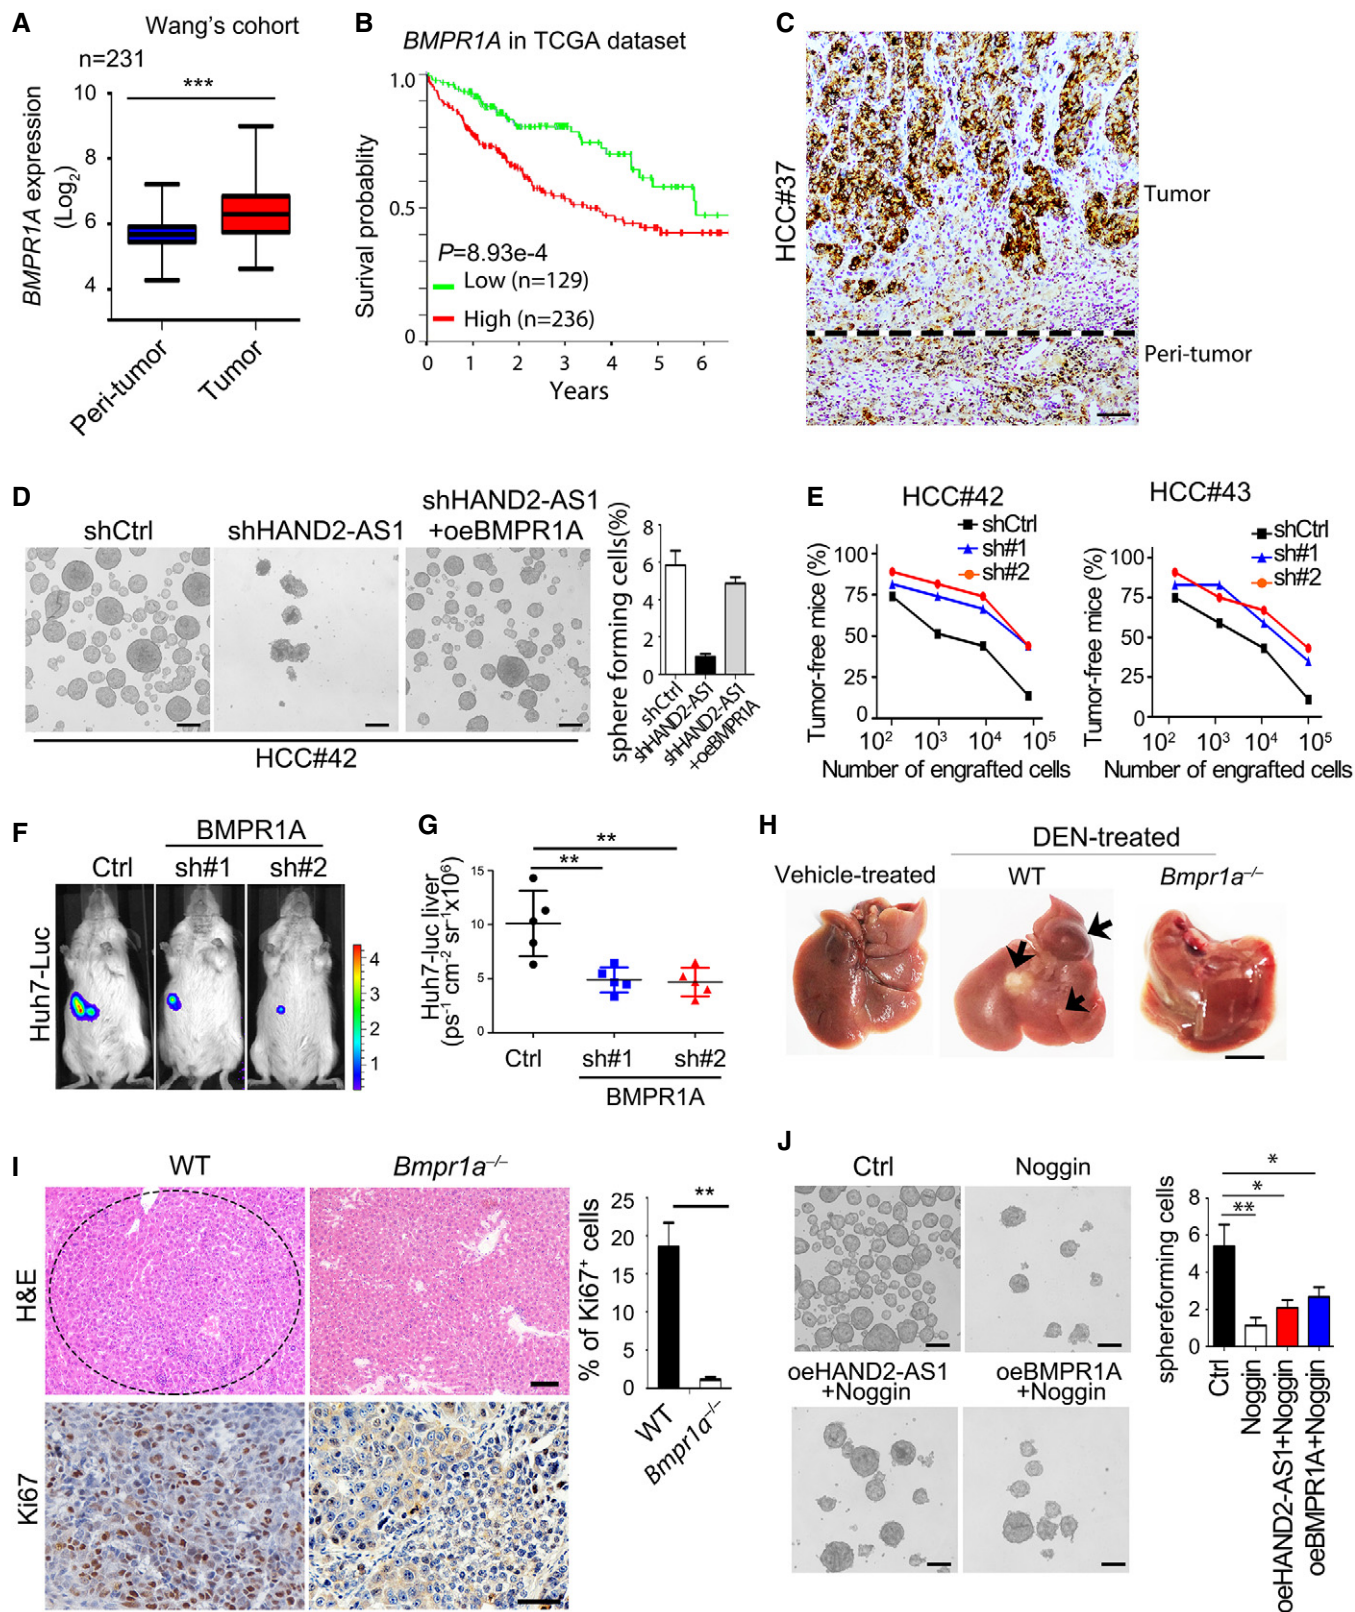 A
Wang's cohort
n=231
***
BMPR1A expression
(Log2)
10
8
6
4
Peri-tumor
Tumor
B
BMPR1A in TCGA dataset
Surival probablity
1.0
0.5
0
P=8.93e-4
Low (n=129)
High (n=236)
0 1 2 3 4 5 6
Years
C
HCC#37
Tumor
Peri-tumor
D
shCtrl
shHAND2-AS1
shHAND2-AS1
+oeBMPR1A
HCC#42
sphere forming cells(%)
8
6
4
2
0
shCtrl
shHAND2-AS1
shHAND2-AS1
+oeBMPR1A
E
HCC#42
shCtrl
sh#1
sh#2
Tumor-free mice (%)
100
75
50
25
0
10² 10³ 10⁴ 10⁵
Number of engrafted cells
HCC#43
shCtrl
sh#1
sh#2
Tumor-free mice (%)
100
75
50
25
0
10² 10³ 10⁴ 10⁵
Number of engrafted cells
F
BMPR1A
Ctrl sh#1 sh#2
Huh7-Luc
4
3
2
1
G
**
**
Huh7-luc liver
(ps⁻¹ cm⁻² sr⁻¹x10⁶)
15
10
5
0
Ctrl sh#1 sh#2
BMPR1A
H
DEN-treated
Vehicle-treated
WT
Bmpr1a⁻/⁻
I
WT
Bmpr1a⁻/⁻
H&E
Ki67
% of Ki67⁺ cells
**
25
20
15
10
5
0
WT
Bmpr1a⁻/⁻
J
Ctrl
Noggin
oeHAND2-AS1
+Noggin
oeBMPR1A
+Noggin
sphereforming cells
*
*
**
8
6
4
2
0
Ctrl
Noggin
oeHAND2-AS1+Noggin
oeBMPR1A+Noggin